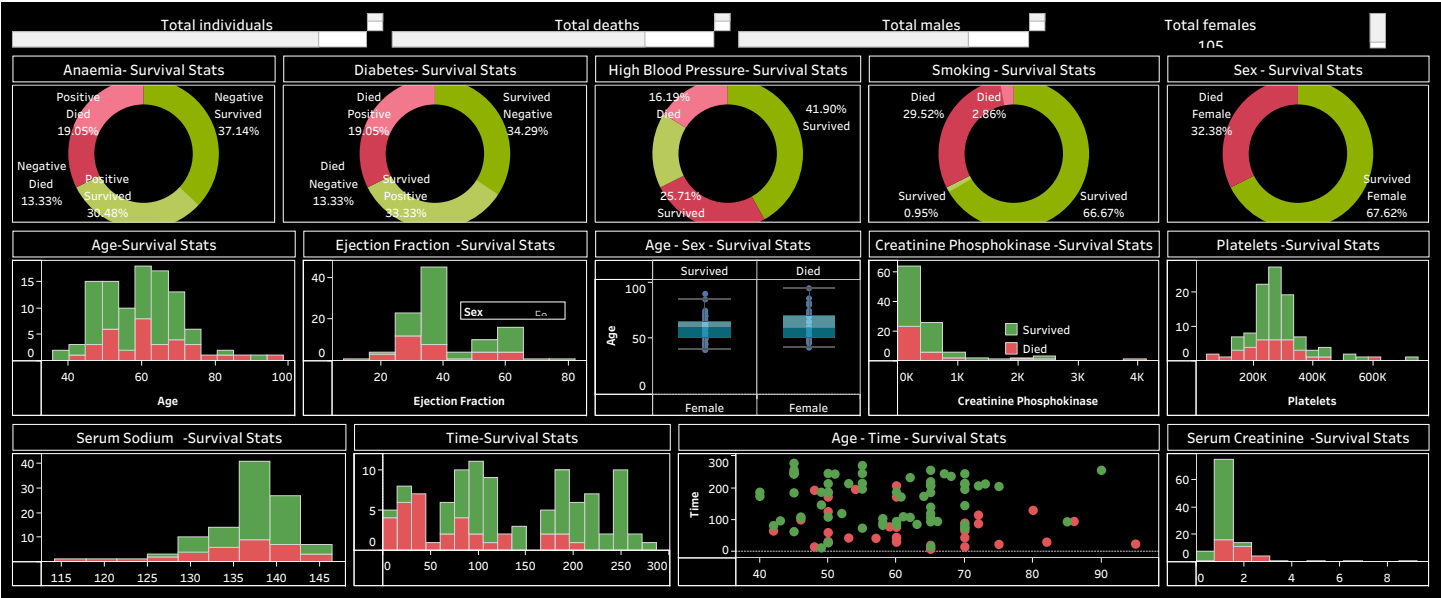 Total individuals
Total deaths
Total males
Total females
105
Anaemia- Survival Stats
Diabetes- Survival Stats
High Blood Pressure- Survival Stats
Smoking - Survival Stats
Sex - Survival Stats
Positive
Died
19.05%
Negative
Survived
37.14%
Negative
Died
13.33%
Positive
Survived
30.48%
Died
Positive
19.05%
Survived
Negative
34.29%
Died
Negative
13.33%
Survived
Positive
33.33%
16.19%
Died
41.90%
Survived
25.71%
Survived
Died
29.52%
Died
2.86%
Survived
0.95%
Survived
66.67%
Died
Female
32.38%
Survived
Female
67.62%
Age-Survival Stats
Ejection Fraction -Survival Stats
Age - Sex - Survival Stats
Creatinine Phosphokinase -Survival Stats
Platelets -Survival Stats
15
10
5
0
40 60 80 100
Age
40
20
0
Sex
20 40 60 80
Ejection Fraction
Survived Died
100
50
0
Age
Female Female
60
40
20
0
Survived
Died
0K 1K 2K 3K 4K
Creatinine Phosphokinase
20
10
0
200K 400K 600K
Platelets
Serum Sodium -Survival Stats
Time-Survival Stats
Age - Time - Survival Stats
Serum Creatinine -Survival Stats
40
30
20
10
115 120 125 130 135 140 145
10
5
0
0 50 100 150 200 250 300
300
200
100
0
Time
40 50 60 70 80 90
60
40
20
0
0 2 4 6 8